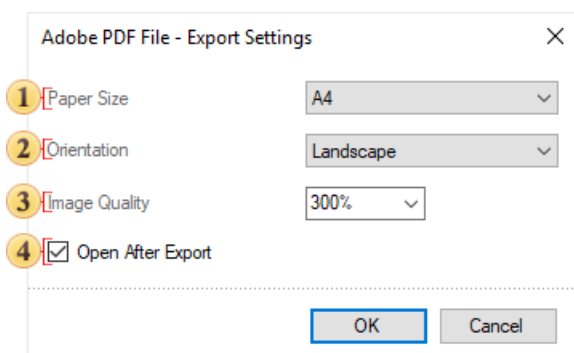 Adobe PDF File - Export Settings
1 Paper Size A4
2 Orientation Landscape
3 Image Quality 300%
4 Open After Export
OK Cancel